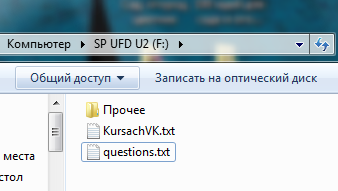 Компьютер ▸ SP UFD U2 (F:) ▸
Общий доступ ▾ Записать на оптический диск
Прочее
KursachVK.txt
места questions.txt
стол